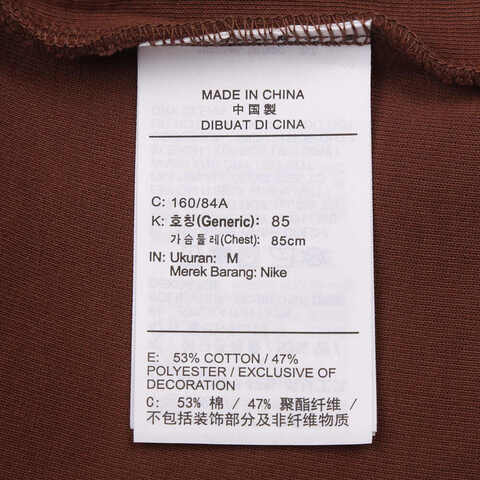 MADE IN CHINA
中国製
DIBUAT DI CINA
C: 160/84A
K: 호칭(Generic): 85
가슴둘레(Chest): 85cm
IN: Ukuran: M
Merek Barang: Nike
E: 53% COTTON / 47%
POLYESTER / EXCLUSIVE OF
DECORATION
C: 53% 棉 / 47% 聚酯纤维 /
不包括装饰部分及非纤维物质